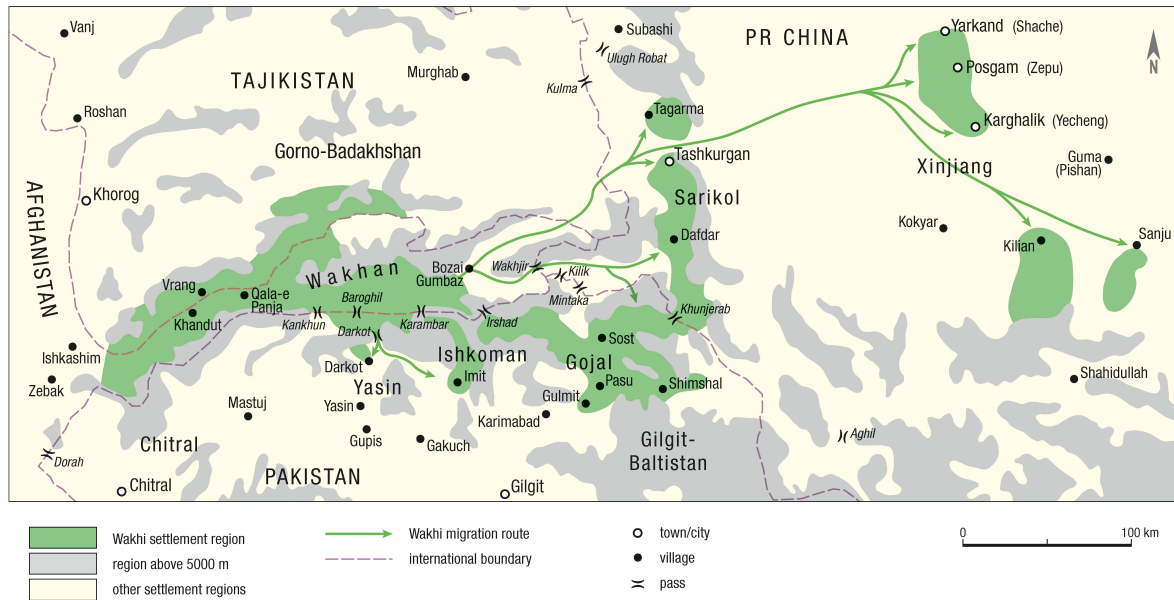 Vanj
Subashi
PR CHINA
Yarkand (Shache)
N
Ulugh Robat
TAJIKISTAN
Murghab
Kulma
Posgam (Zepu)
Roshan
Tagarma
Karghalik (Yecheng)
Gorno-Badakhshan
Tashkurgan
Guma
(Pishan)
Xinjiang
AFGHANISTAN
Khorog
Sarikol
Kokyar
Dafdar
Kilian
Sanju
Wakhan
Bozai
Gumbaz
Wakhjir
Kilik
Mintaka
Vrang
Qala-e
Panja
Baroghil
Khandut
Kankhun
Karambar
Irshad
Khunjerab
Darkot
Sost
Ishkashim
Darkot
Ishkoman
Gojal
Zebak
Imit
Pasu
Shimshal
Shahidullah
Yasin
Gulmit
Mastuj
Yasin
Karimabad
Chitral
Gupis
Gakuch
Gilgit-
Baltistan
Aghil
Dorah
PAKISTAN
Chitral
Gilgit
Wakhi settlement region
region above 5000 m
other settlement regions
Wakhi migration route
international boundary
town/city
village
pass
0 100 km